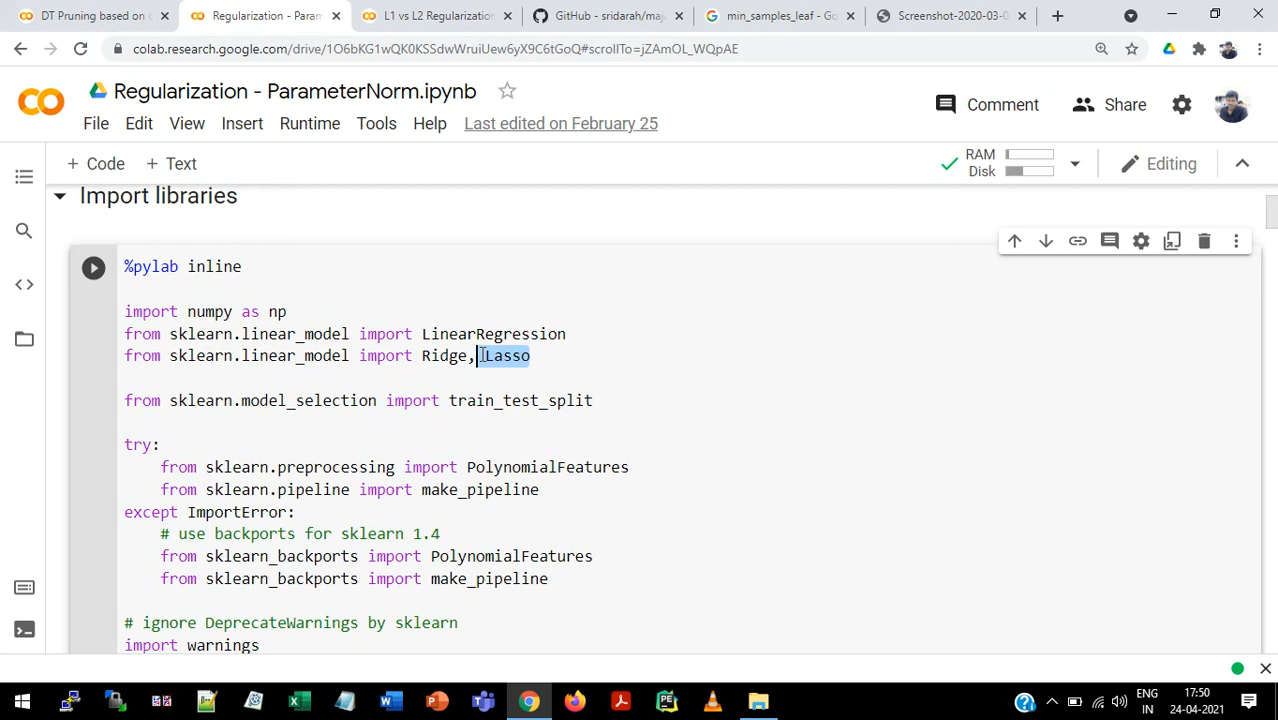 DT Pruning based on c
Regularization - Param
L1 vs L2 Regularization
GitHub - sridarah/maj
min_samples_leaf - Go
Screenshot-2020-03-0
colab.research.google.com/drive/1O6bKG1wQK0KSSdwWruiUew6yX9C6tGoQ#scrollTo=jZAmOL_WQpAE
Regularization - ParameterNorm.ipynb
Comment
Share
File Edit View Insert Runtime Tools Help Last edited on February 25
+ Code + Text
RAM
Disk
Editing
Import libraries
%pylab inline
import numpy as np
from sklearn.linear_model import LinearRegression
from sklearn.linear_model import Ridge, Lasso
from sklearn.model_selection import train_test_split
try:
from sklearn.preprocessing import PolynomialFeatures
from sklearn.pipeline import make_pipeline
except ImportError:
# use backports for sklearn 1.4
from sklearn_backports import PolynomialFeatures
from sklearn_backports import make_pipeline
# ignore DeprecateWarnings by sklearn
import warnings
ENG
IN
17:50
24-04-2021